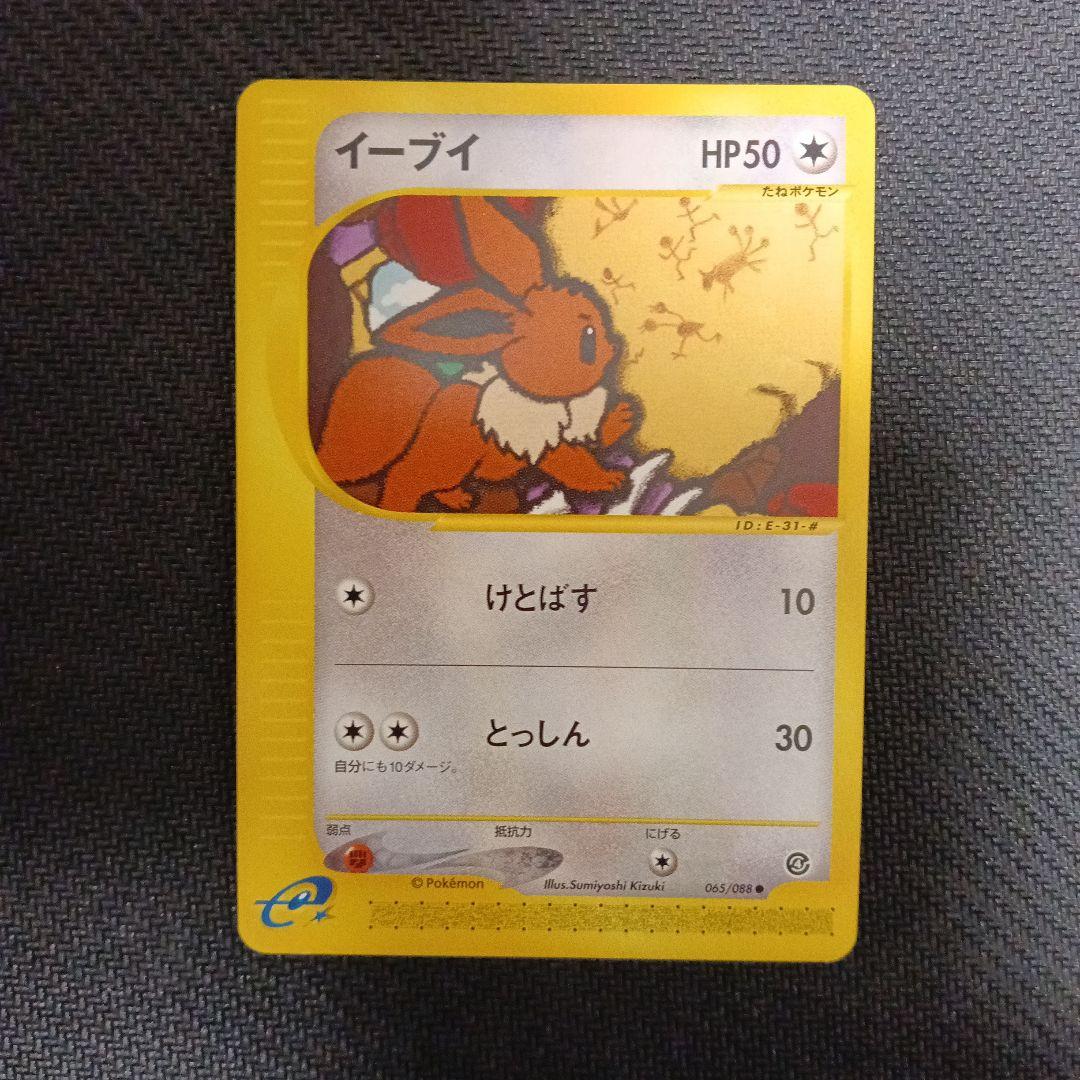 イーブイ
HP50
たねポケモン
ID:E-31-#
けとばす 10
とっしん 30
自分にも10ダメージ。
弱点 抵抗力 にげる
© Pokémon Illus.Sumiyoshi Kizuki 065/088 ●
e